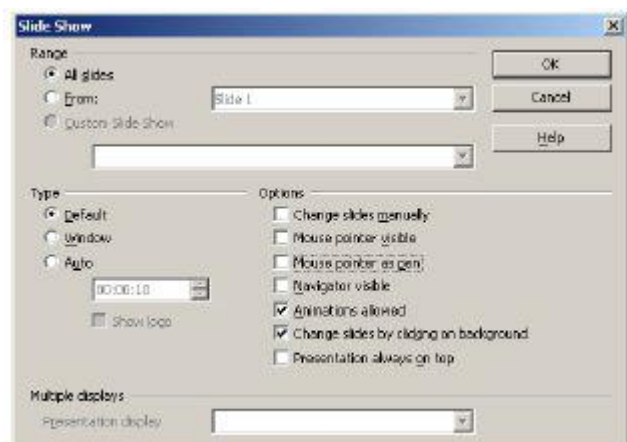 Slide Show
Range
All slides
OK
From:
Slide 1
Cancel
Custom Slide Show
Help
Type
Options
Default
Change slides manually
Window
Mouse pointer visible
Auto
Mouse pointer as pen
00:00:10
Navigator visible
Show logo
Animations allowed
Change slides by clicking on background
Presentation always on top
Multiple displays
Presentation display